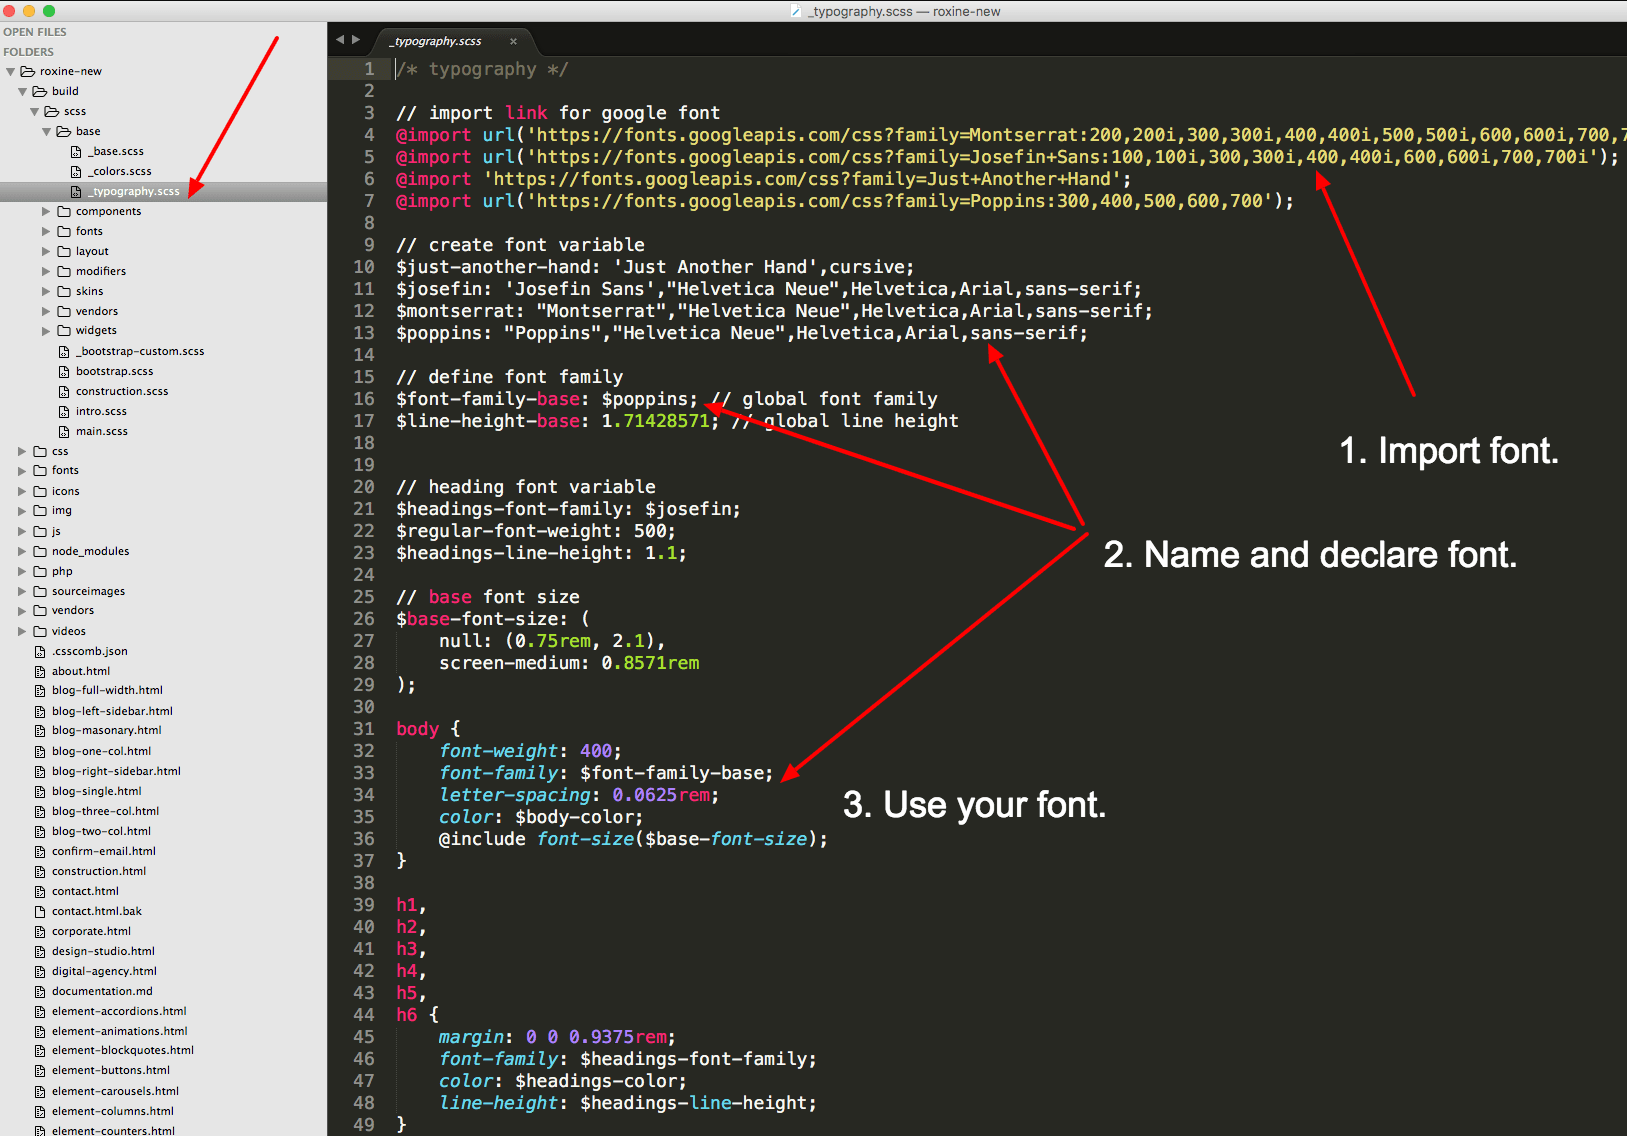 _typography.scss — roxine-new
OPEN FILES
FOLDERS
roxine-new
build
scss
base
_base.scss
_colors.scss
_typography.scss
components
fonts
layout
modifiers
skins
vendors
widgets
_bootstrap-custom.scss
bootstrap.scss
construction.scss
intro.scss
main.scss
css
fonts
icons
img
js
node_modules
php
sourceimages
vendors
videos
.csscomb.json
about.html
blog-full-width.html
blog-left-sidebar.html
blog-masonary.html
blog-one-col.html
blog-right-sidebar.html
blog-single.html
blog-three-col.html
blog-two-col.html
confirm-email.html
construction.html
contact.html
contact.html.bak
corporate.html
design-studio.html
digital-agency.html
documentation.md
element-accordions.html
element-animations.html
element-blockquotes.html
element-buttons.html
element-carousels.html
element-columns.html
element-counters.html
_typography.scss ×
1 /* typography */
2
3 // import link for google font
4 @import url('https://fonts.googleapis.com/css?family=Montserrat:200,200i,300,300i,400,400i,500,500i,600,600i,700,7
5 @import url('https://fonts.googleapis.com/css?family=Josefin+Sans:100,100i,300,300i,400,400i,600,600i,700,700i');
6 @import 'https://fonts.googleapis.com/css?family=Just+Another+Hand';
7 @import url('https://fonts.googleapis.com/css?family=Poppins:300,400,500,600,700');
8
9 // create font variable
10 $just-another-hand: 'Just Another Hand',cursive;
11 $josefin: 'Josefin Sans',"Helvetica Neue",Helvetica,Arial,sans-serif;
12 $montserrat: "Montserrat","Helvetica Neue",Helvetica,Arial,sans-serif;
13 $poppins: "Poppins","Helvetica Neue",Helvetica,Arial,sans-serif;
14
15 // define font family
16 $font-family-base: $poppins; // global font family
17 $line-height-base: 1.71428571; // global line height
18
19
20 // heading font variable
21 $headings-font-family: $josefin;
22 $regular-font-weight: 500;
23 $headings-line-height: 1.1;
24
25 // base font size
26 $base-font-size: (
27 null: (0.75rem, 2.1),
28 screen-medium: 0.8571rem
29 );
30
31 body {
32 font-weight: 400;
33 font-family: $font-family-base;
34 letter-spacing: 0.0625rem;
35 color: $body-color;
36 @include font-size($base-font-size);
37 }
38
39 h1,
40 h2,
41 h3,
42 h4,
43 h5,
44 h6 {
45 margin: 0 0 0.9375rem;
46 font-family: $headings-font-family;
47 color: $headings-color;
48 line-height: $headings-line-height;
49 }
1. Import font.
2. Name and declare font.
3. Use your font.